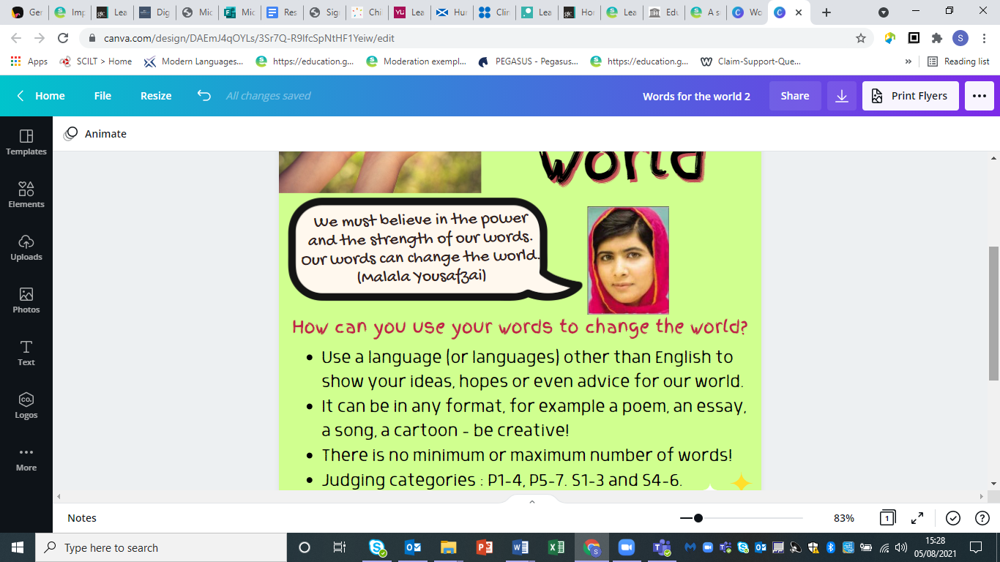 Ger
Imp
Lea
Dig
Mic
Mic
Res
Sig
Chi
Lea
Hur
Clir
Lea
Hor
Lea
Edu
A s
Wo
canva.com/design/DAEmJ4qOYLs/3Sr7Q-R9lfcSpNtHF1Yeiw/edit
S
Apps
SCILT > Home
Modern Languages...
https://education.g...
Moderation exempl...
PEGASUS - Pegasus...
https://education.g...
Claim-Support-Que...
»
Reading list
Home
File
Resize
All changes saved
Words for the world 2
Share
Print Flyers
Animate
Templates
Elements
Uploads
Photos
Text
Logos
More
world
We must believe in the power
and the strength of our words.
Our words can change the world.
(Malala Yousafzai)
How can you use your words to change the world?
• Use a language (or languages) other than English to
show your ideas, hopes or even advice for our world.
• It can be in any format, for example a poem, an essay,
a song, a cartoon - be creative!
• There is no minimum or maximum number of words!
• Judging categories : P1-4, P5-7. S1-3 and S4-6.
Notes
83%
1
Type here to search
15:28
05/08/2021